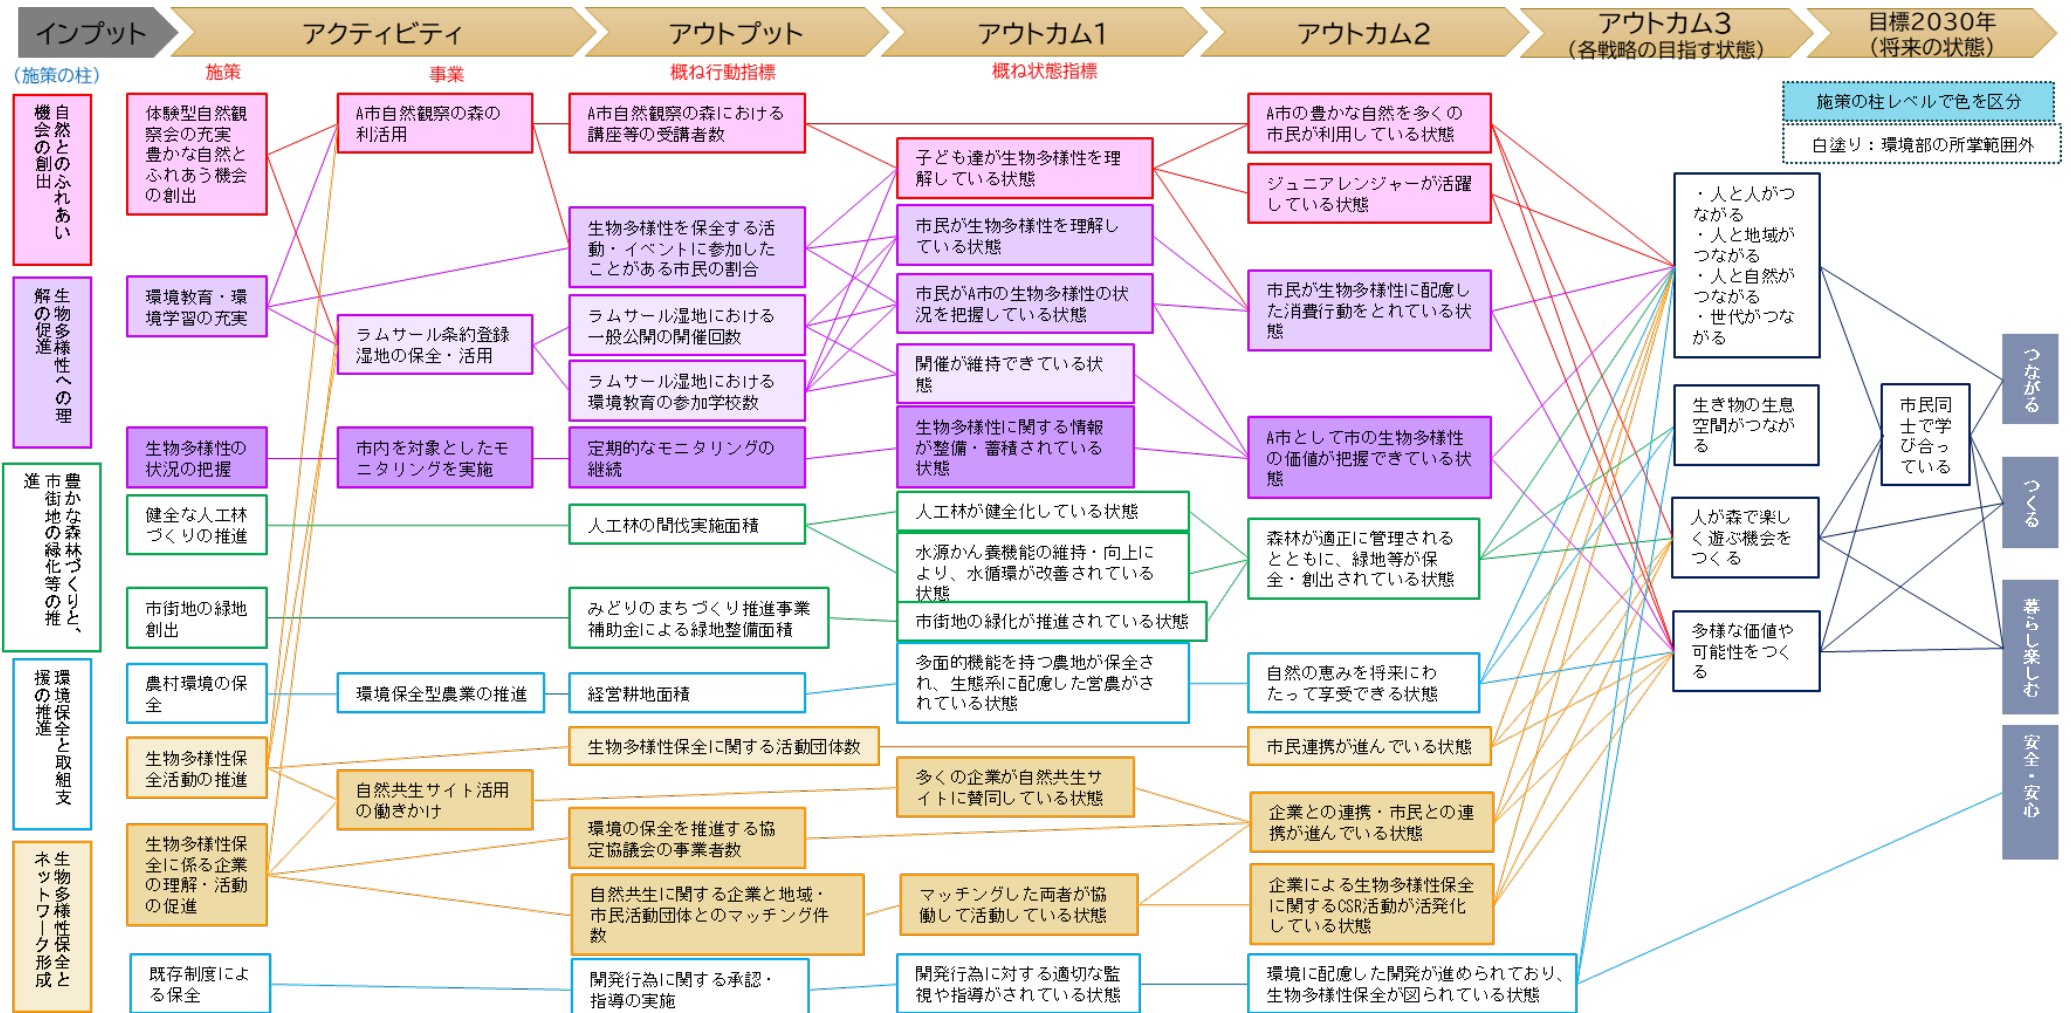 インプット
アクティビティ
アウトプット
アウトカム1
アウトカム2
アウトカム3
(各戦略の目指す状態)
目標2030年
(将来の状態)
(施策の柱)
施策
事業
概ね行動指標
概ね状態指標
施策の柱レベルで色を区分
白塗り：環境部の所掌範囲外
自然とのふれあい
機会の創出
生物多様性への理
解の促進
豊かな森林づくりと、
市街地の緑化等の推
進
環境保全と取組支
援の推進
生物多様性保全と
ネットワーク形成
体験型自然観
察会の充実
豊かな自然と
ふれあう機会
の創出
環境教育・環
境学習の充実
生物多様性の
状況の把握
健全な人工林
づくりの推進
市街地の緑地
創出
農村環境の保
全
生物多様性保
全活動の推進
生物多様性保
全に係る企業
の理解・活動
の促進
既存制度によ
る保全
A市自然観察の森の
利活用
ラムサール条約登録
湿地の保全・活用
市内を対象としたモ
ニタリングを実施
環境保全型農業の推進
自然共生サイト活用
の働きかけ
A市自然観察の森における
講座等の受講者数
生物多様性を保全する活
動・イベントに参加した
ことがある市民の割合
ラムサール湿地における
一般公開の開催回数
ラムサール湿地における
環境教育の参加学校数
定期的なモニタリングの
継続
人工林の間伐実施面積
みどりのまちづくり推進事業
補助金による緑地整備面積
経営耕地面積
生物多様性保全に関する活動団体数
環境の保全を推進する協
定協議会の事業者数
自然共生に関する企業と地域・
市民活動団体とのマッチング件
数
開発行為に関する承認・
指導の実施
子ども達が生物多様性を理
解している状態
市民が生物多様性を理解し
ている状態
市民がA市の生物多様性の状
況を把握している状態
開催が維持できている状
態
生物多様性に関する情報
が整備・蓄積されている
状態
人工林が健全化している状態
水源かん養機能の維持・向上に
より、水循環が改善されている
状態
市街地の緑化が推進されている状態
多面的機能を持つ農地が保全さ
れ、生態系に配慮した営農がさ
れている状態
多くの企業が自然共生サ
イトに賛同している状態
マッチングした両者が協
働して活動している状態
開発行為に対する適切な監
視や指導がされている状態
A市の豊かな自然を多くの
市民が利用している状態
ジュニアレンジャーが活躍
している状態
市民が生物多様性に配慮し
た消費行動をとれている状
態
A市として市の生物多様性
の価値が把握できている状
態
森林が適正に管理される
とともに、緑地等が保
全・創出されている状態
自然の恵みを将来にわ
たって享受できる状態
市民連携が進んでいる状態
企業との連携・市民との連
携が進んでいる状態
企業による生物多様性保全
に関するCSR活動が活発化
している状態
環境に配慮した開発が進められており、
生物多様性保全が図られている状態
・人と人がつ
ながる
・人と地域が
つながる
・人と自然が
つながる
・世代がつな
がる
生き物の生息
空間がつなが
る
人が森で楽し
く遊ぶ機会を
つくる
多様な価値や
可能性をつく
る
市民同
士で学
び合っ
ている
つながる
つくる
暮らし楽しむ
安全・安心